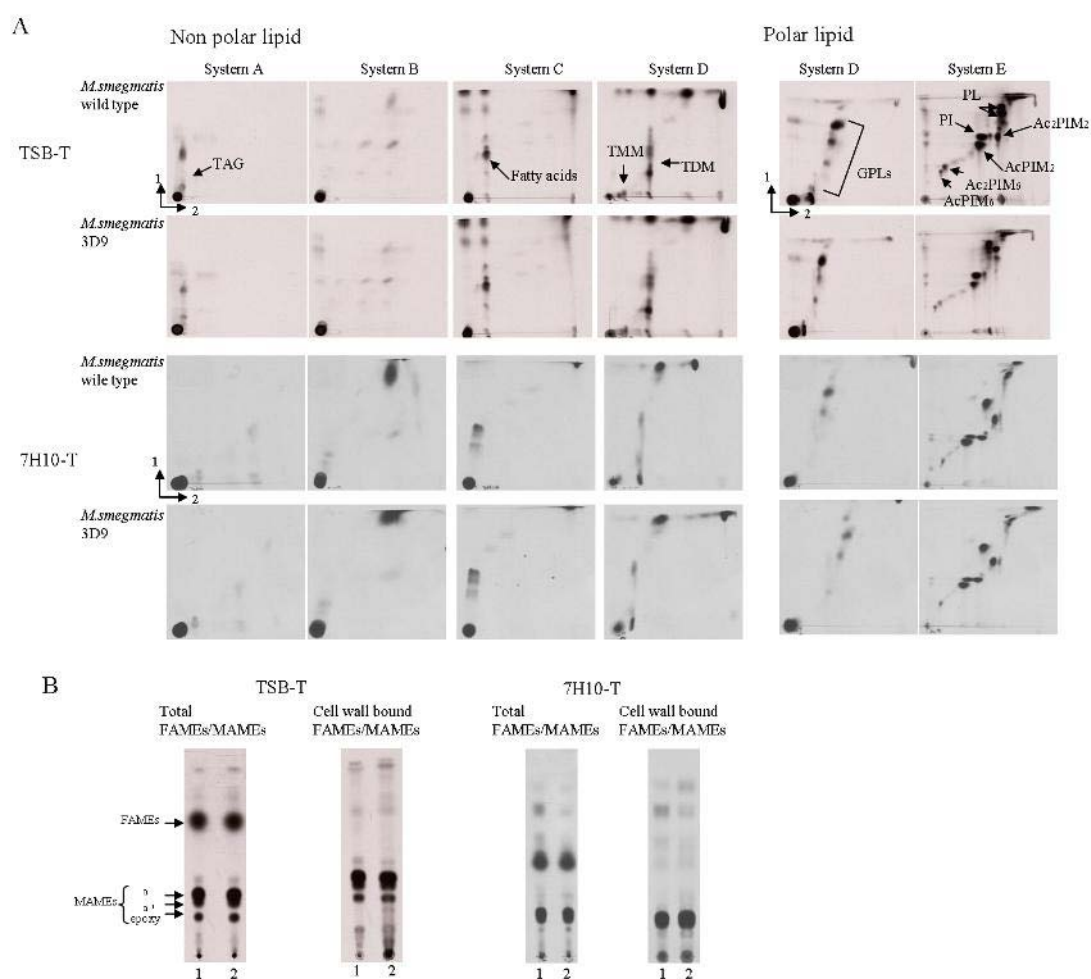 A
Non polar lipid
Polar lipid
System A
System B
System C
System D
System D
System E
M.smegmatis
wild type
TSB-T
TAG
Fatty acids
TMM
TDM
GPLs
PL
PI
Ac₂PIM₂
AcPIM₂
Ac₂PIM₆
AcPIM₆
1
2
1
2
M.smegmatis
3D9
M.smegmatis
wile type
7H10-T
1
2
M.smegmatis
3D9
B
TSB-T
7H10-T
Total
FAMEs/MAMEs
Cell wall bound
FAMEs/MAMEs
Total
FAMEs/MAMEs
Cell wall bound
FAMEs/MAMEs
FAMEs
MAMEs
epoxy
1 2
1 2
1 2
1 2